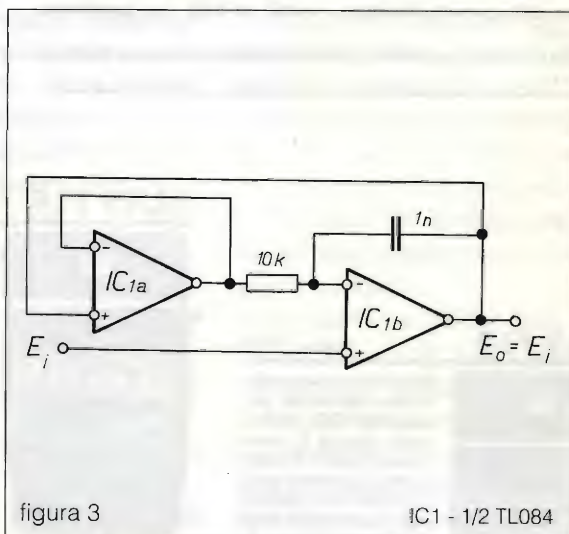 1n
10k
IC1a
IC1b
Ei
Eo = Ei
figura 3
IC1 - 1/2 TL084